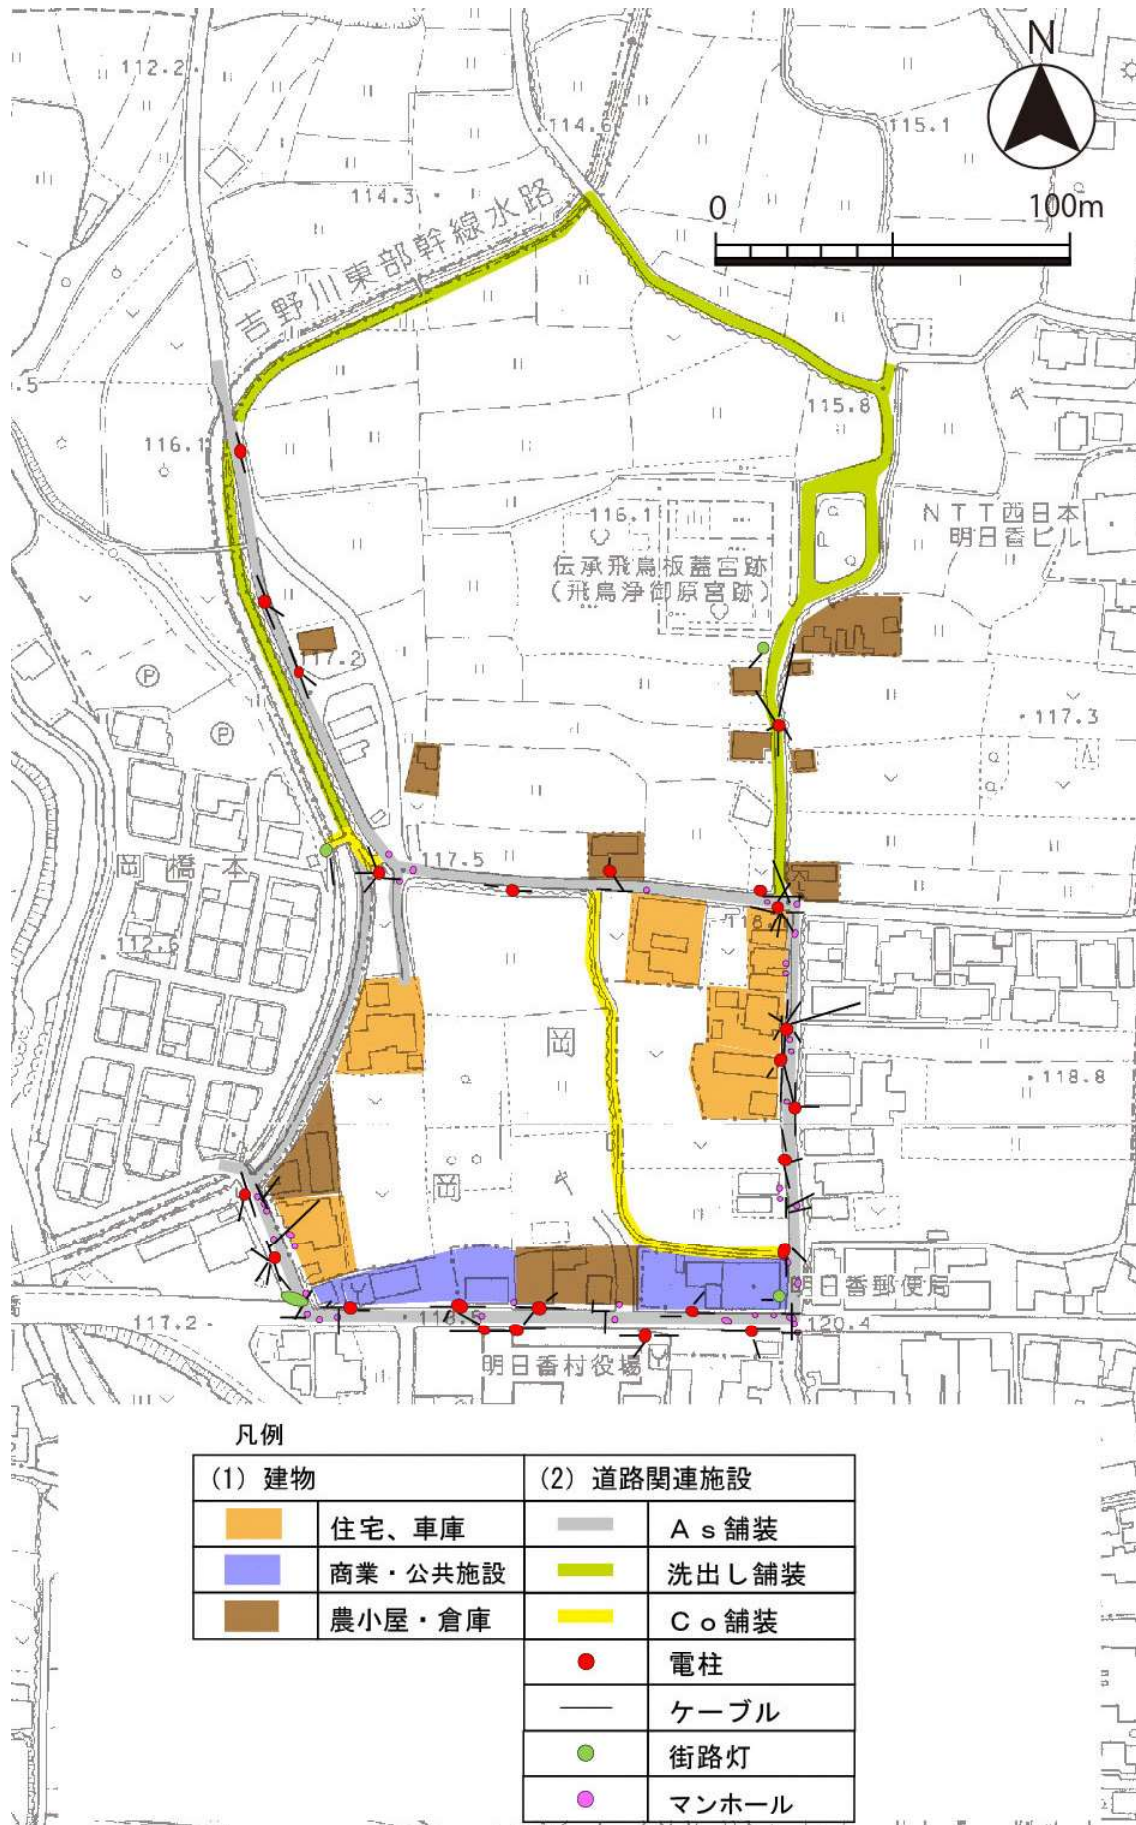 N
112.2
114.6
115.1
114.3
0 100m
吉野川東部幹線水路
115.8
116.1
116.1
NTT西日本
明日香ビル
伝承飛鳥板蓋宮跡
(飛鳥浄御原宮跡)
P
117.2
P
P
117.3
117.5
岡橋本
118.
112.6
岡
118.8
岡
明日香郵便局
117.2
118.5
120.4
明日香村役場
凡例
(1) 建物
(2) 道路関連施設
住宅、車庫
As舗装
商業・公共施設
洗出し舗装
農小屋・倉庫
Co舗装
電柱
ケーブル
街路灯
マンホール